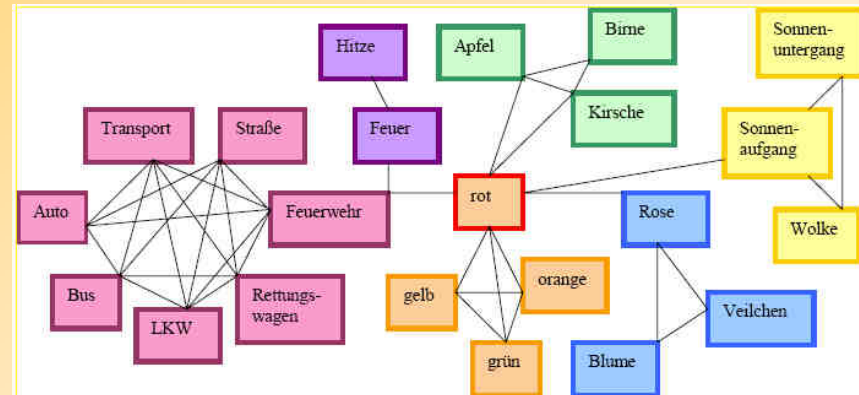 Hitze
Apfel
Birne
Sonnen-
untergang
Transport
Straße
Feuer
Kirsche
Sonnen-
aufgang
Auto
Feuerwehr
rot
Rose
Wolke
Bus
LKW
Rettungs-
wagen
gelb
orange
grün
Blume
Veilchen